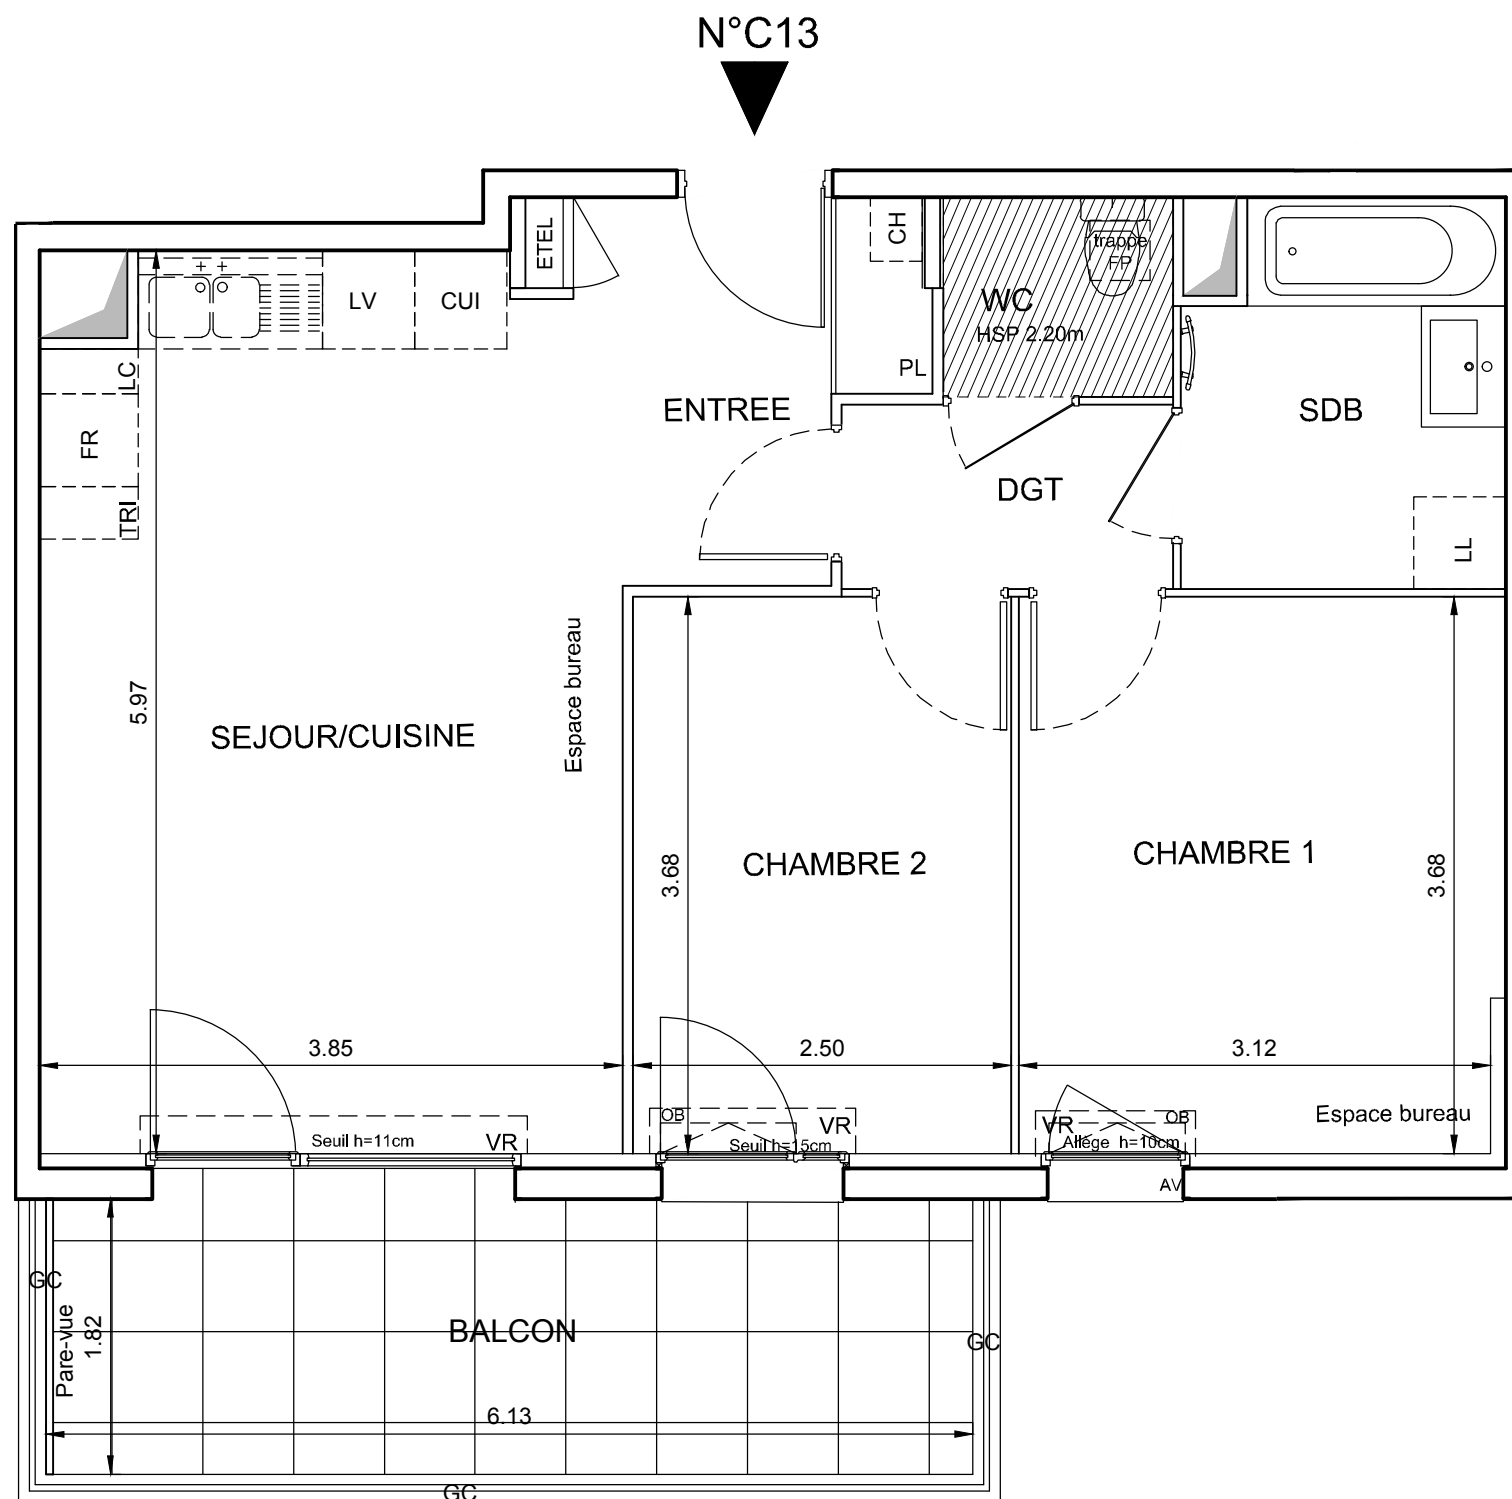 N°C13
ETEL
CH
trappe
FP
WC
HSP 2.20m
LV
CUI
LC
PL
ENTREE
SDB
FR
DGT
TRI
LL
5.97
Espace bureau
SEJOUR/CUISINE
3.68
CHAMBRE 2
CHAMBRE 1
3.68
3.85
2.50
3.12
OB
VR
VR
OB
Espace bureau
Seuil h=11cm
VR
Seuil h=15cm
Allège h=10cm
AV
GC
Pare-vue
1.82
BALCON
GC
6.13
GC